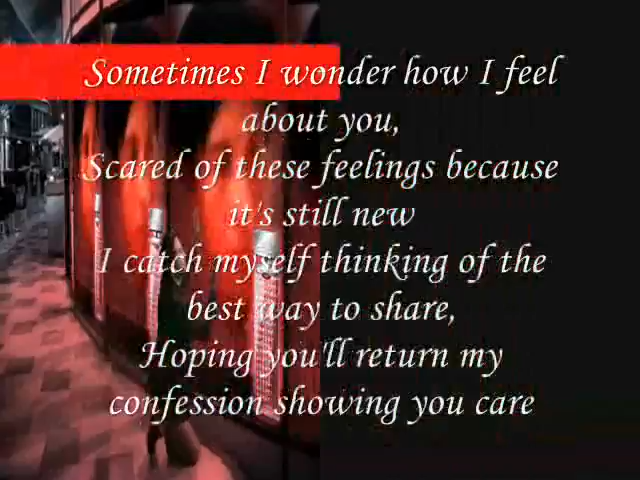 Sometimes I wonder how I feel
about you,
Scared of these feelings because
it's still new
I catch myself thinking of the
best way to share,
Hoping you'll return my
confession showing you care